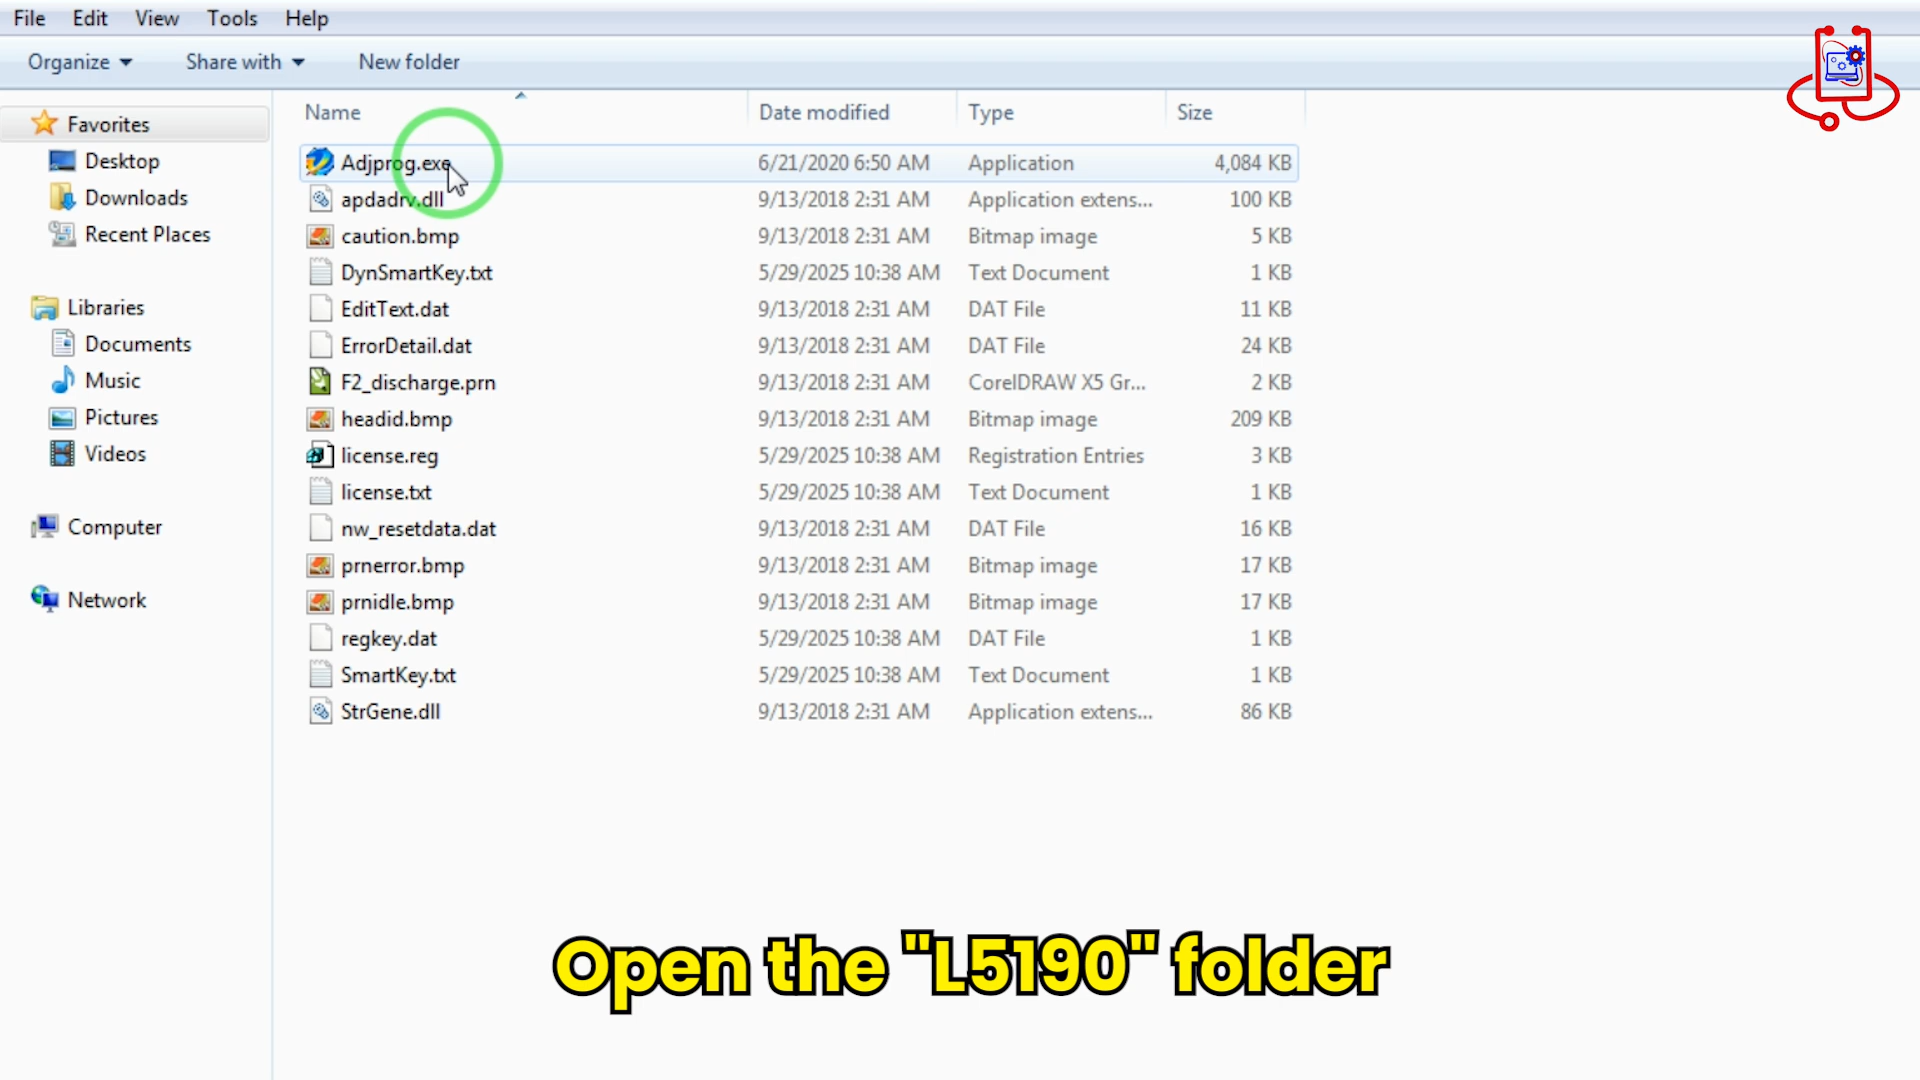 File Edit View Tools Help
Organize Share with New folder
Name Date modified Type Size
Favorites
Desktop
Downloads
Recent Places
Libraries
Documents
Music
Pictures
Videos
Computer
Network
Adjprog.exe 6/21/2020 6:50 AM Application 4,084 KB
apdadrv.dll 9/13/2018 2:31 AM Application extens... 100 KB
caution.bmp 9/13/2018 2:31 AM Bitmap image 5 KB
DynSmartKey.txt 5/29/2025 10:38 AM Text Document 1 KB
EditText.dat 9/13/2018 2:31 AM DAT File 11 KB
ErrorDetail.dat 9/13/2018 2:31 AM DAT File 24 KB
F2_discharge.prn 9/13/2018 2:31 AM CorelDRAW X5 Gr... 2 KB
headid.bmp 9/13/2018 2:31 AM Bitmap image 209 KB
license.reg 5/29/2025 10:38 AM Registration Entries 3 KB
license.txt 5/29/2025 10:38 AM Text Document 1 KB
nw_resetdata.dat 9/13/2018 2:31 AM DAT File 16 KB
prnerror.bmp 9/13/2018 2:31 AM Bitmap image 17 KB
prnidle.bmp 9/13/2018 2:31 AM Bitmap image 17 KB
regkey.dat 5/29/2025 10:38 AM DAT File 1 KB
SmartKey.txt 5/29/2025 10:38 AM Text Document 1 KB
StrGene.dll 9/13/2018 2:31 AM Application extens... 86 KB
Open the "L5190" folder